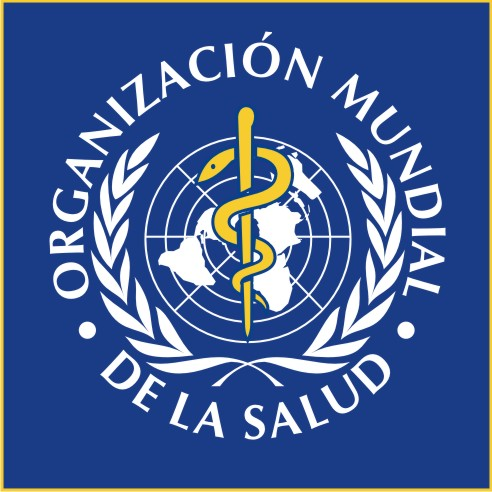 ORGANIZACIÓN MUNDIAL
DE LA SALUD